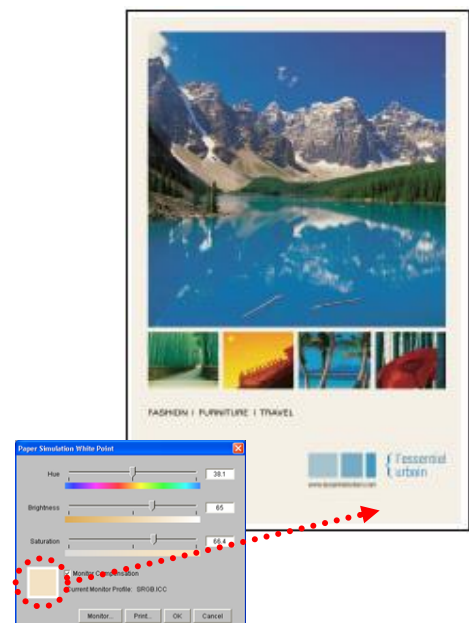 FASHION | FURNITURE | TRAVEL
{ l'essential
urbain
Paper Simulation White Point
Hue
38.1
Brightness
65
Saturation
66.4
Monitor Compensation
Current Monitor Profile: SRGB.ICC
Monitor... Print... OK Cancel